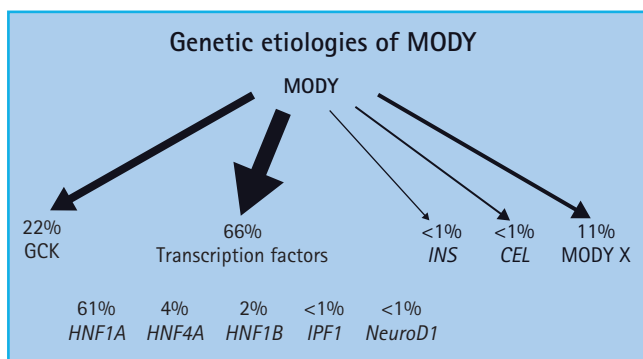 Genetic etiologies of MODY
MODY
22% 66% <1% <1% 11%
GCK Transcription factors INS CEL MODY X
61% 4% 2% <1% <1%
HNF1A HNF4A HNF1B IPF1 NeuroD1